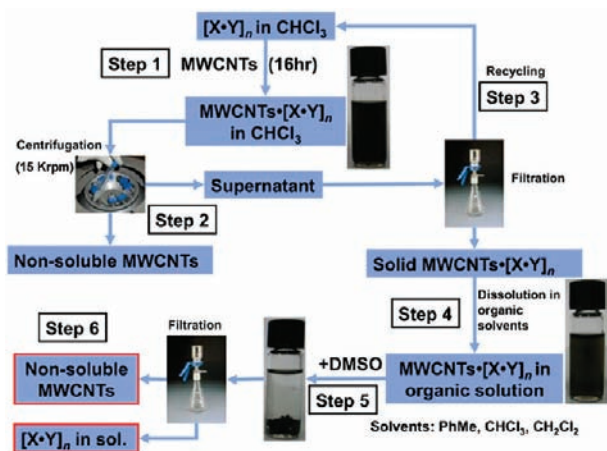 [X•Y]n in CHCl3
Step 1
MWCNTs (16hr)
Recycling
Step 3
MWCNTs•[X•Y]n
in CHCl3
Centrifugation
(15 Krpm)
Supernatant
Filtration
Step 2
Non-soluble MWCNTs
Solid MWCNTs•[X•Y]n
Step 4
Dissolution in
organic
solvents
Step 6
Filtration
+DMSO
Non-soluble
MWCNTs
MWCNTs•[X•Y]n in
organic solution
Step 5
[X•Y]n in sol.
Solvents: PhMe, CHCl3, CH2Cl2